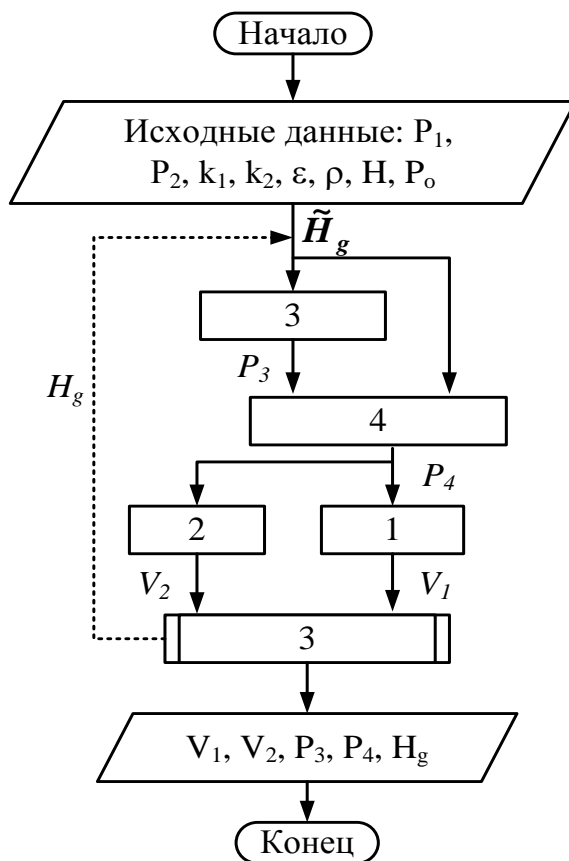 Начало
Исходные данные: P₁,
P₂, k₁, k₂, ε, ρ, H, Pₒ
H̃g
3
Hg
P₃
4
P₄
2
1
V₂
V₁
3
V₁, V₂, P₃, P₄, Hg
Конец